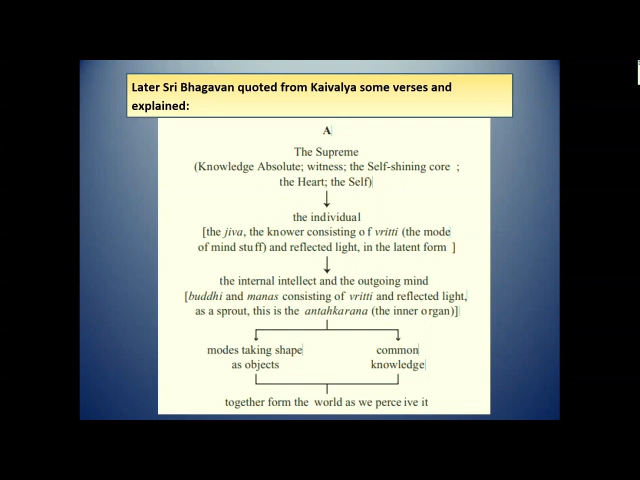 Later Sri Bhagavan quoted from Kaivalya some verses and
explained:
A
The Supreme
(Knowledge Absolute; witness; the Self-shining core ;
the Heart; the Self)
the individual
[the jiva, the knower consisting of vritti (the mode
of mind stuff) and reflected light, in the latent form ]
the internal intellect and the outgoing mind
[buddhi and manas consisting of vritti and reflected light,
as a sprout, this is the antahkarana (the inner organ)]
modes taking shape common
as objects knowledge
together form the world as we perceive it